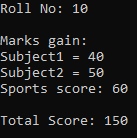 Roll No: 10
Marks gain:
Subject1 = 40
Subject2 = 50
Sports score: 60
Total Score: 150